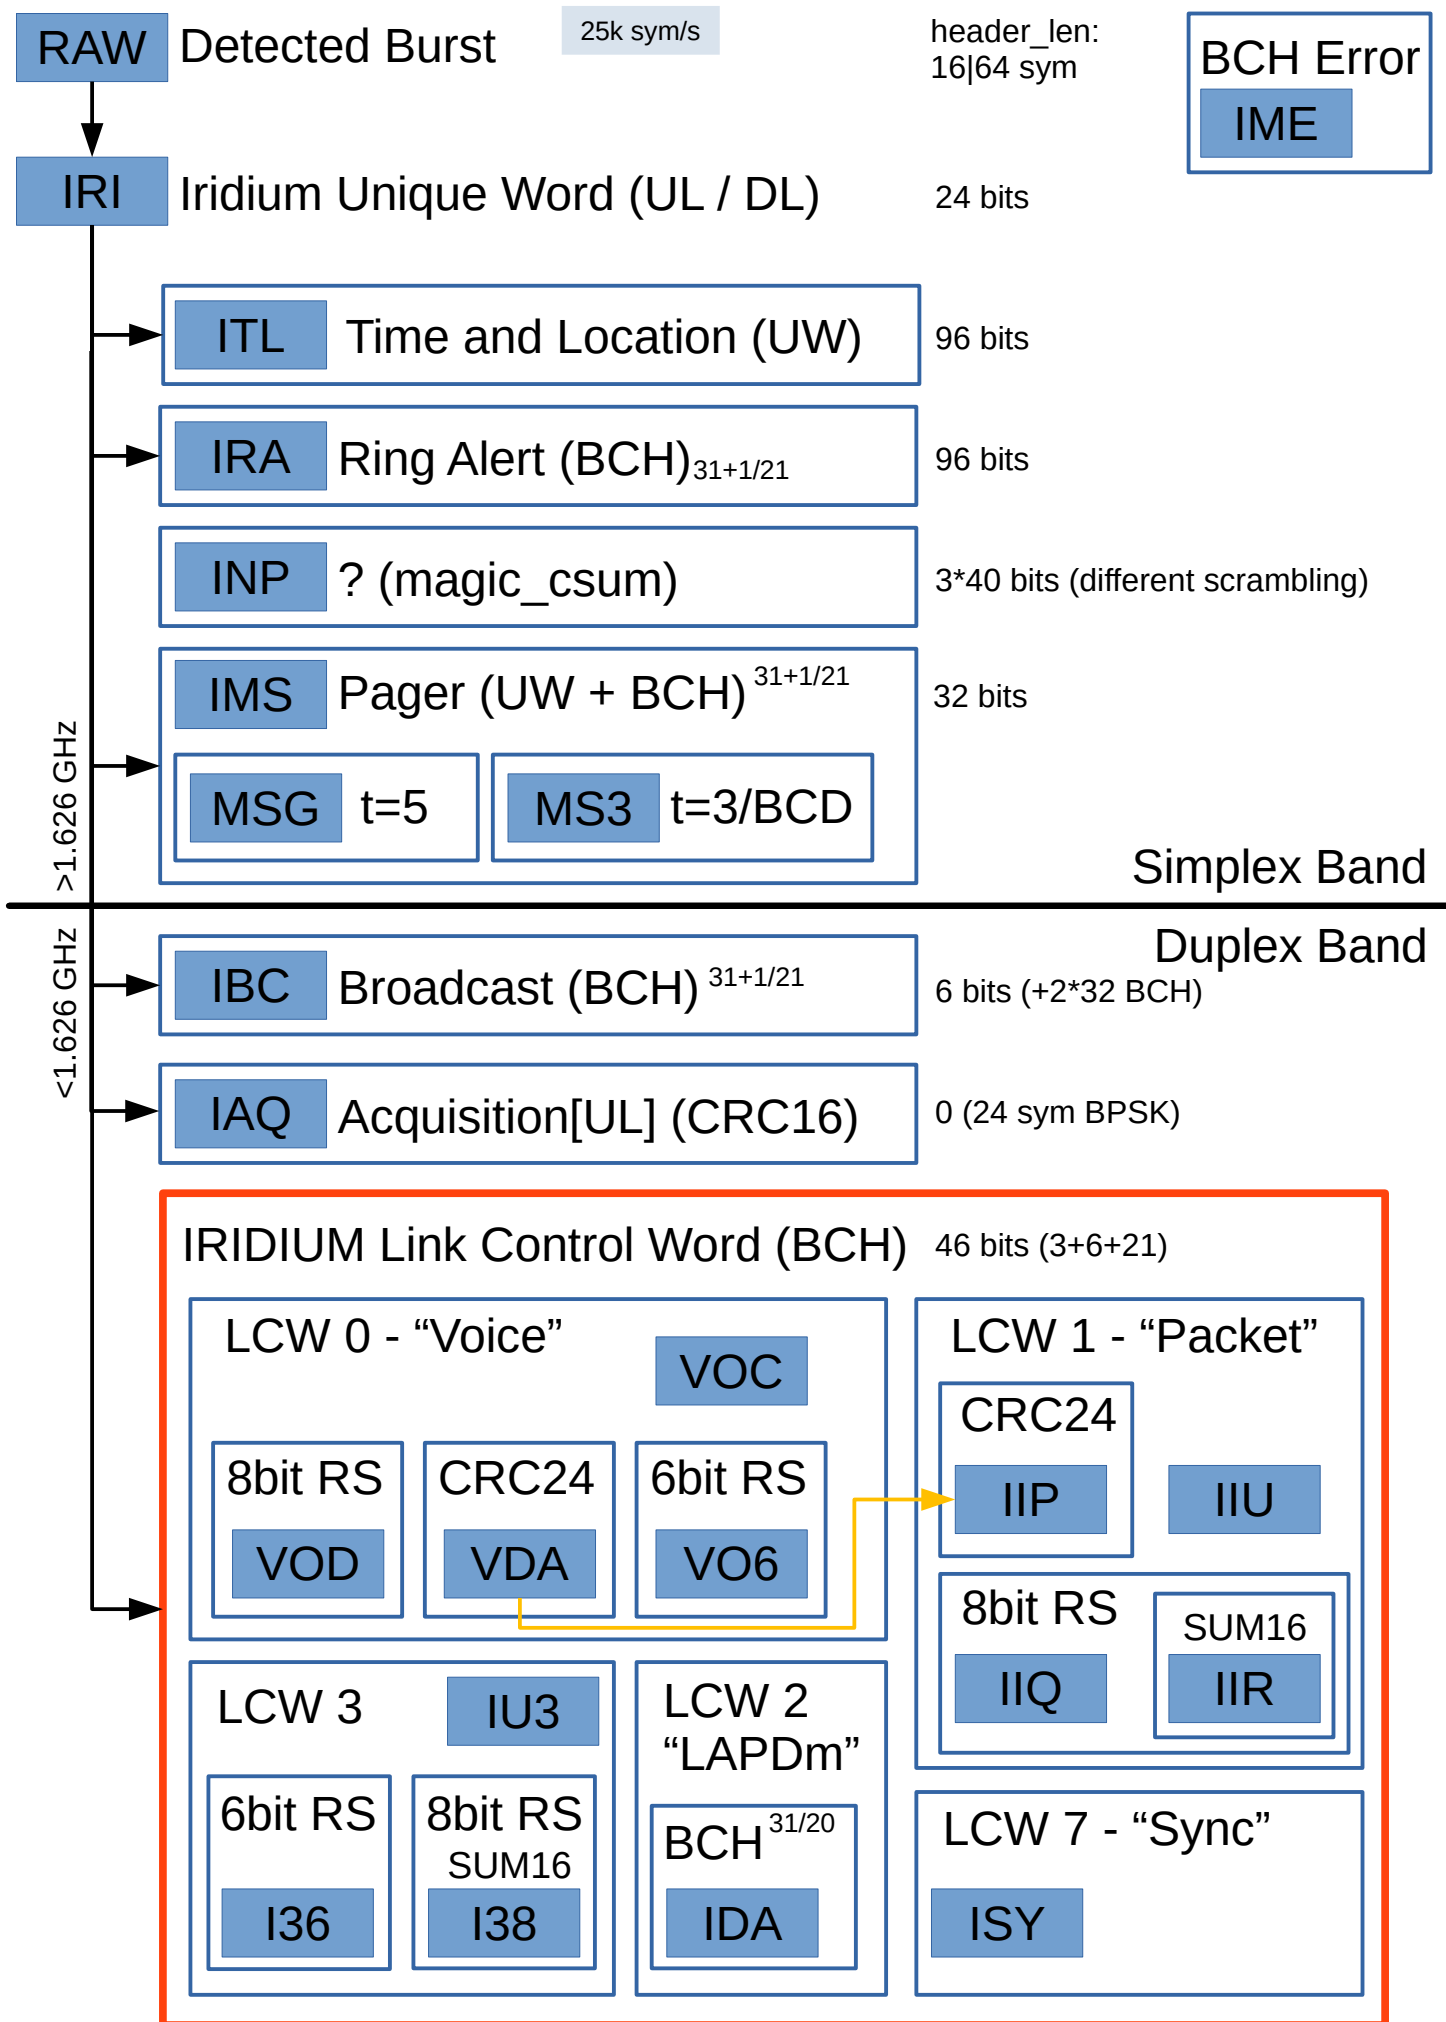 RAW Detected Burst
25k sym/s
header_len:
16|64 sym
BCH Error
IME
IRI Iridium Unique Word (UL / DL)
24 bits
ITL Time and Location (UW)
96 bits
IRA Ring Alert (BCH)31+1/21
96 bits
INP ? (magic_csum)
3*40 bits (different scrambling)
IMS Pager (UW + BCH) 31+1/21
32 bits
MSG t=5
MS3 t=3/BCD
>1.626 GHz
Simplex Band
Duplex Band
<1.626 GHz
IBC Broadcast (BCH) 31+1/21
6 bits (+2*32 BCH)
IAQ Acquisition[UL] (CRC16)
0 (24 sym BPSK)
IRIDIUM Link Control Word (BCH)
46 bits (3+6+21)
LCW 0 - “Voice”
VOC
8bit RS
VOD
CRC24
VDA
6bit RS
VO6
LCW 1 - “Packet”
CRC24
IIP
IIU
8bit RS
IIQ
SUM16
IIR
LCW 3
IU3
6bit RS
I36
8bit RS
SUM16
I38
LCW 2
“LAPDm”
BCH 31/20
IDA
LCW 7 - “Sync”
ISY